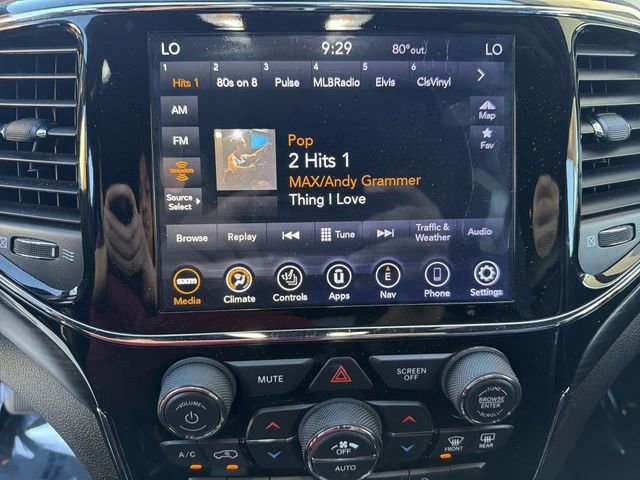 LO 9:29 80°out. LO
1 2 3 4 5 6
Hits 1 80s on 8 Pulse MLBRadio Elvis ClsVinyl
AM
Map
FM
Fav
Pop
2 Hits 1
siriusxm
MAX/Andy Grammer
Source
Select
Thing I Love
Browse Replay Tune Traffic &
Weather Audio
sxm E
Media Climate Controls Apps Nav Phone Settings
MUTE SCREEN
OFF
VOLUME
TUNE
BROWSE
ENTER
SCROLL
A/C OFF FRONT REAR
AUTO